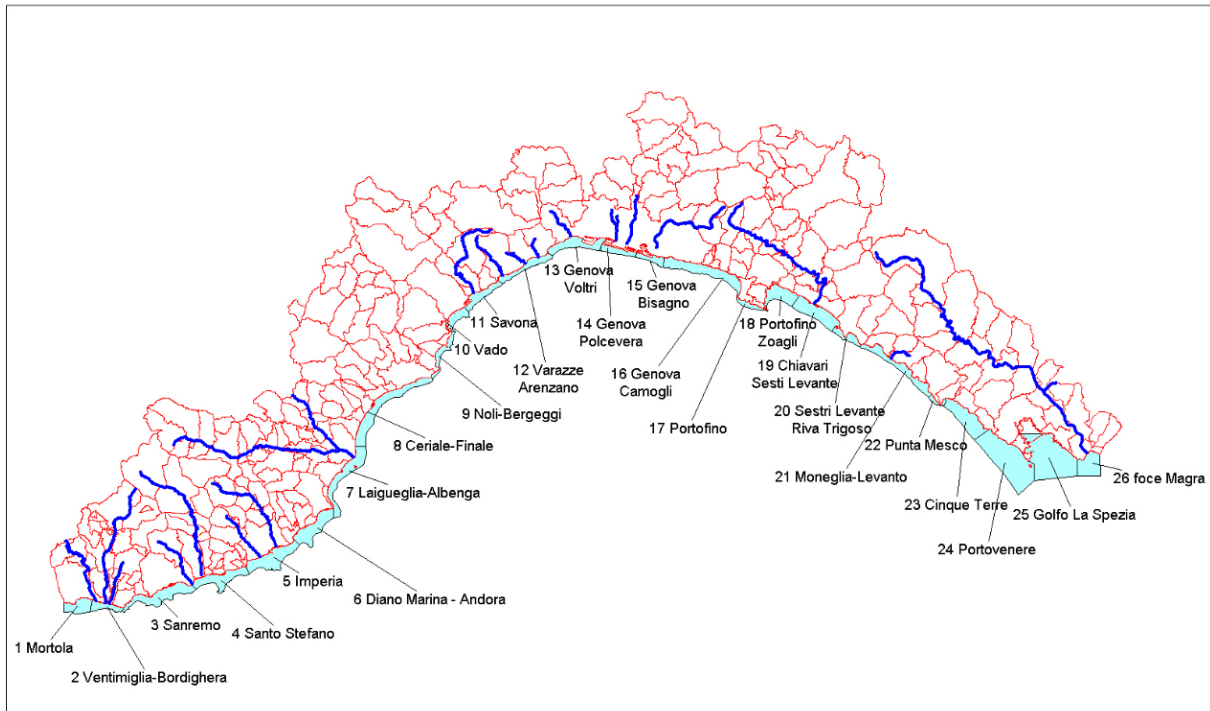 1 Mortola
2 Ventimiglia-Bordighera
3 Sanremo
4 Santo Stefano
5 Imperia
6 Diano Marina - Andora
7 Laigueglia-Albenga
8 Ceriale-Finale
9 Noli-Bergeggi
10 Vado
11 Savona
12 Varazze
Arenzano
13 Genova
Voltri
14 Genova
Polcevera
15 Genova
Bisagno
16 Genova
Camogli
17 Portofino
18 Portofino
Zoagli
19 Chiavari
Sesti Levante
20 Sestri Levante
Riva Trigoso
21 Moneglia-Levanto
22 Punta Mesco
23 Cinque Terre
24 Portovenere
25 Golfo La Spezia
26 foce Magra